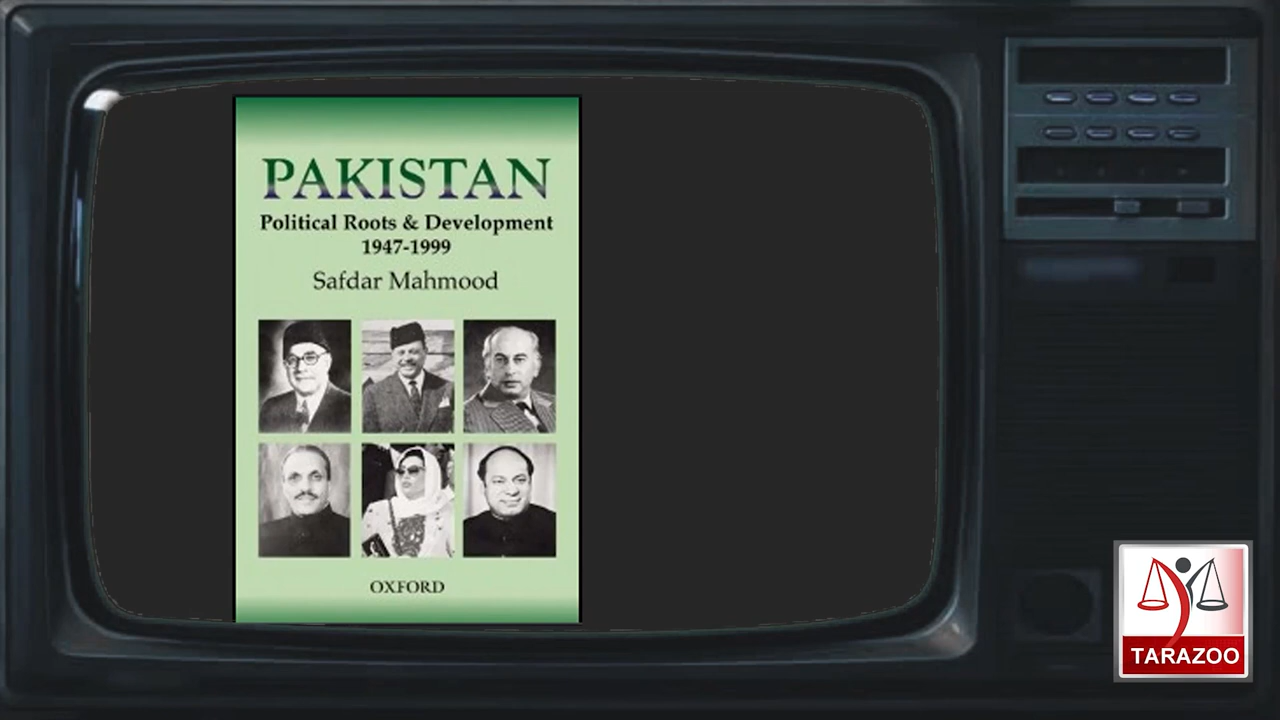 PAKISTAN
Political Roots & Development
1947-1999
Safdar Mahmood
OXFORD
TARAZOO